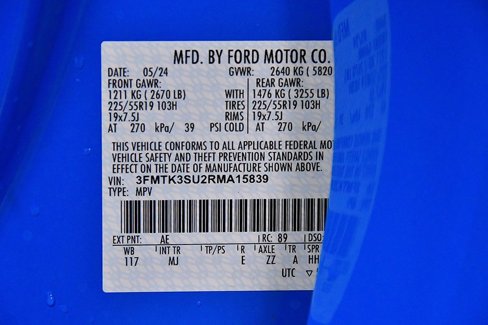 MFD. BY FORD MOTOR CO.
DATE: 05/24 GVWR: 2640 KG ( 5820
FRONT GAWR: REAR GAWR:
1211 KG ( 2670 LB) WITH 1476 KG ( 3255 LB)
225/55R19 103H TIRES 225/55R19 103H
19x7.5J RIMS 19x7.5J
AT 270 kPa/ 39 PSI COLD AT 270 kPa/
THIS VEHICLE CONFORMS TO ALL APPLICABLE FEDERAL MO
VEHICLE SAFETY AND THEFT PREVENTION STANDARDS IN
EFFECT ON THE DATE OF MANUFACTURE SHOWN ABOVE.
VIN: 3FMTK3SU2RMA15839
TYPE: MPV
EXT PNT: AE RC: 89 DSO:
WB INT TR TP/PS R AXLE TR SPR
117 MJ E ZZ A HH
UTC